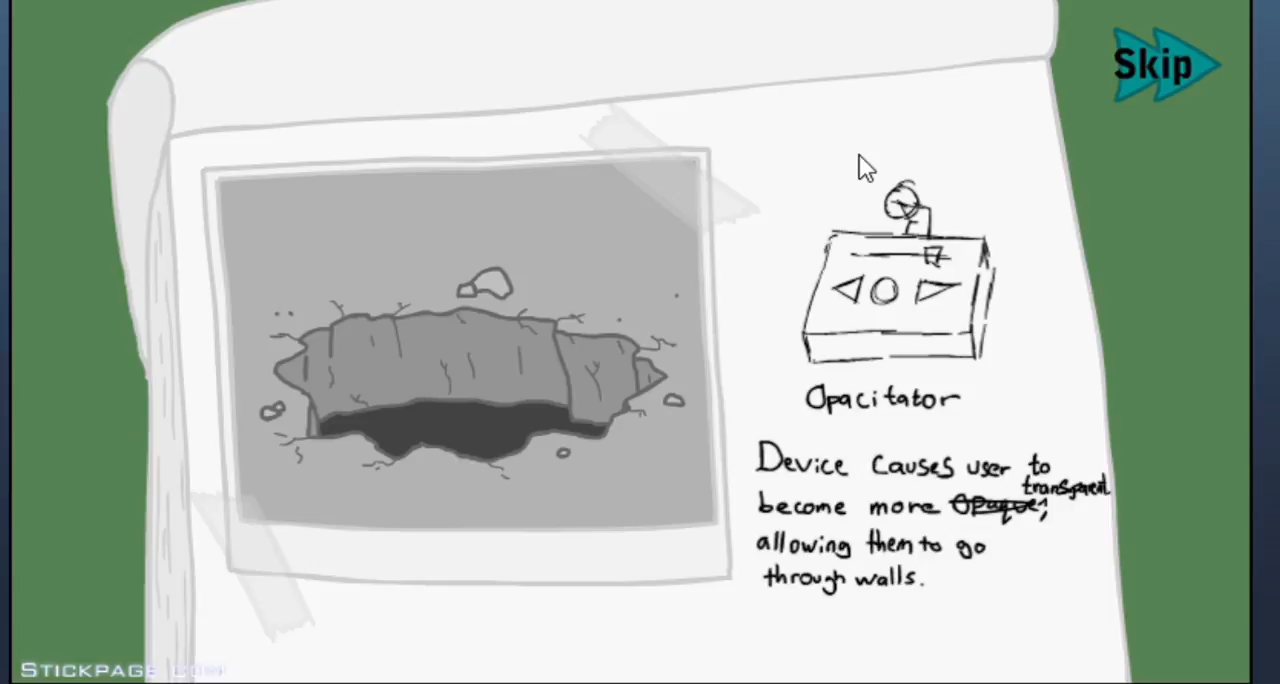 Skip
Opacitator
Device causes user to
transparent
become more Opaque,
allowing them to go
through walls.
STICKPAGE.COM